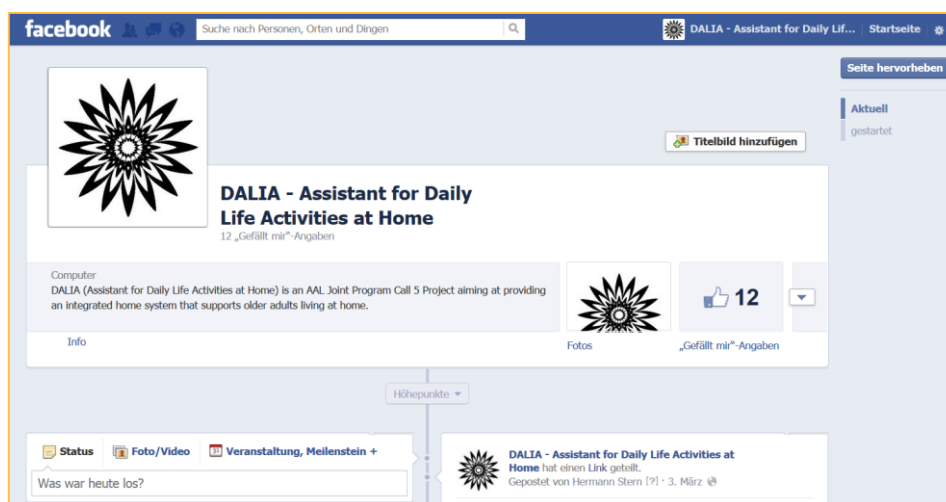 facebook
Suche nach Personen, Orten und Dingen
DALIA - Assistant for Daily Lif...
Startseite
Seite hervorheben
Aktuell
gestartet
Titelbild hinzufügen
DALIA - Assistant for Daily
Life Activities at Home
12 „Gefällt mir“-Angaben
Computer
DALIA (Assistant for Daily Life Activities at Home) is an AAL Joint Program Call 5 Project aiming at providing
an integrated home system that supports older adults living at home.
Info
12
Fotos
„Gefällt mir“-Angaben
Höhepunkte
Status
Foto/Video
31
Veranstaltung, Meilenstein +
Was war heute los?
DALIA - Assistant for Daily Life Activities at
Home hat einen Link geteilt.
Gepostet von Hermann Stern [?] · 3. März